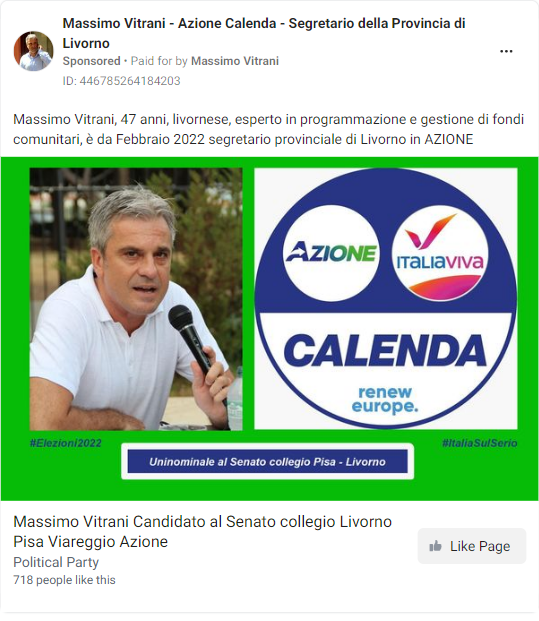 Massimo Vitrani - Azione Calenda - Segretario della Provincia di
Livorno
Sponsored • Paid for by Massimo Vitrani
ID: 446785264184203
Massimo Vitrani, 47 anni, livornese, esperto in programmazione e gestione di fondi
comunitari, è da Febbraio 2022 segretario provinciale di Livorno in AZIONE
AZIONE
ITALIAVIVA
CALENDA
renew
europe.
#Elezioni2022
#ItaliaSulSerio
Uninominale al Senato collegio Pisa - Livorno
Massimo Vitrani Candidato al Senato collegio Livorno
Pisa Viareggio Azione
Political Party
718 people like this
Like Page